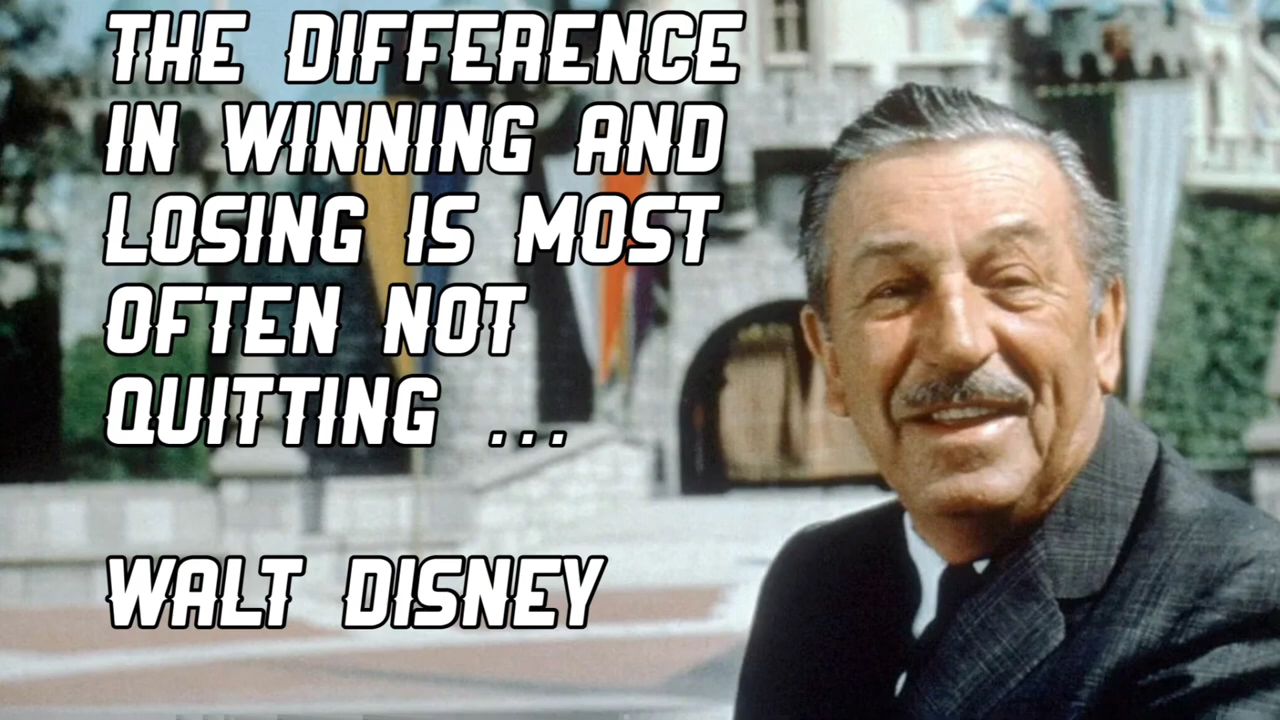 THE DIFFERENCE
IN WINNING AND
LOSING IS MOST
OFTEN NOT
QUITTING ...
WALT DISNEY